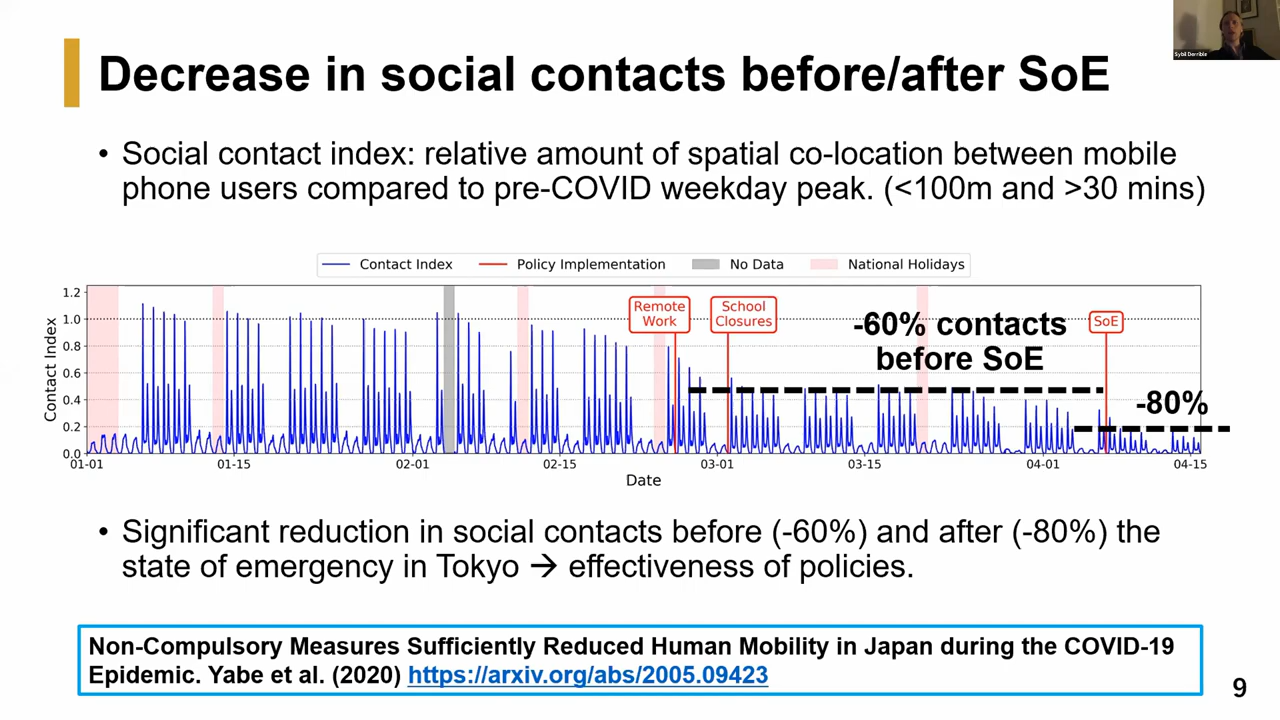 Sybil Derrible
Decrease in social contacts before/after SoE
• Social contact index: relative amount of spatial co-location between mobile
phone users compared to pre-COVID weekday peak. (<100m and >30 mins)
Contact Index
Policy Implementation
No Data
National Holidays
Contact Index
1.2
1.0
0.8
0.6
0.4
0.2
0.0
Remote
Work
School
Closures
-60% contacts
before SoE
SoE
-80%
01-01
01-15
02-01
02-15
03-01
03-15
04-01
04-15
Date
• Significant reduction in social contacts before (-60%) and after (-80%) the
state of emergency in Tokyo → effectiveness of policies.
Non-Compulsory Measures Sufficiently Reduced Human Mobility in Japan during the COVID-19
Epidemic. Yabe et al. (2020) https://arxiv.org/abs/2005.09423
9